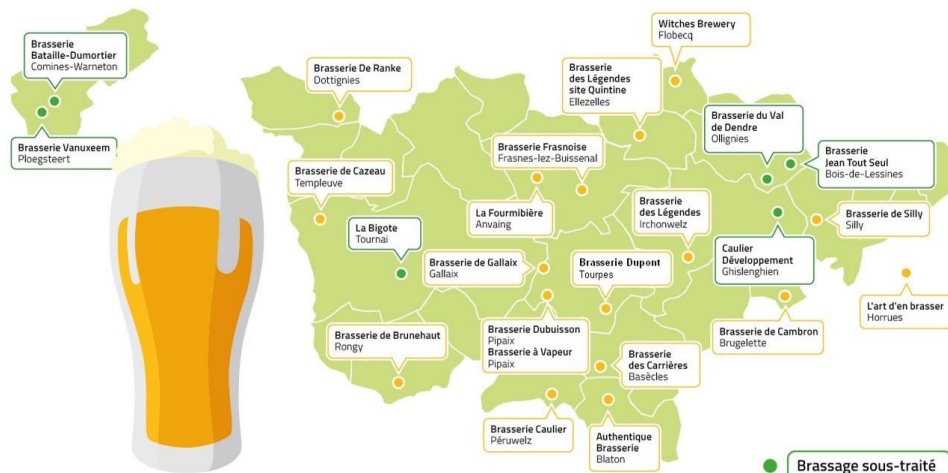 Brasserie
Bataille-Dumortier
Comines-Warneton
Brasserie Vanuxeem
Ploegsteert
Brasserie De Ranke
Dottignies
Witches Brewery
Flobecq
Brasserie
des Légendes
site Quintine
Ellezelles
Brasserie du Val
de Dendre
Ollignies
Brasserie
Jean Tout Seul
Bois-de-Lessines
Brasserie Frasnoise
Frasnes-lez-Buissenal
Brasserie de Cazeau
Templeuve
La Fourmibière
Anvaing
Brasserie
des Légendes
Irchonwelz
Brasserie de Silly
Silly
La Bigote
Tournai
Brasserie de Gallaix
Gallaix
Brasserie Dupont
Tourpes
Caulier
Développement
Ghislenghien
L'art d'en brasser
Horrues
Brasserie de Brunehaut
Rongy
Brasserie Dubuisson
Pipaix
Brasserie à Vapeur
Pipaix
Brasserie de Cambron
Brugelette
Brasserie
des Carrières
Basècles
Brasserie Caulier
Péruwelz
Authentique
Brasserie
Blaton
Brassage sous-traité